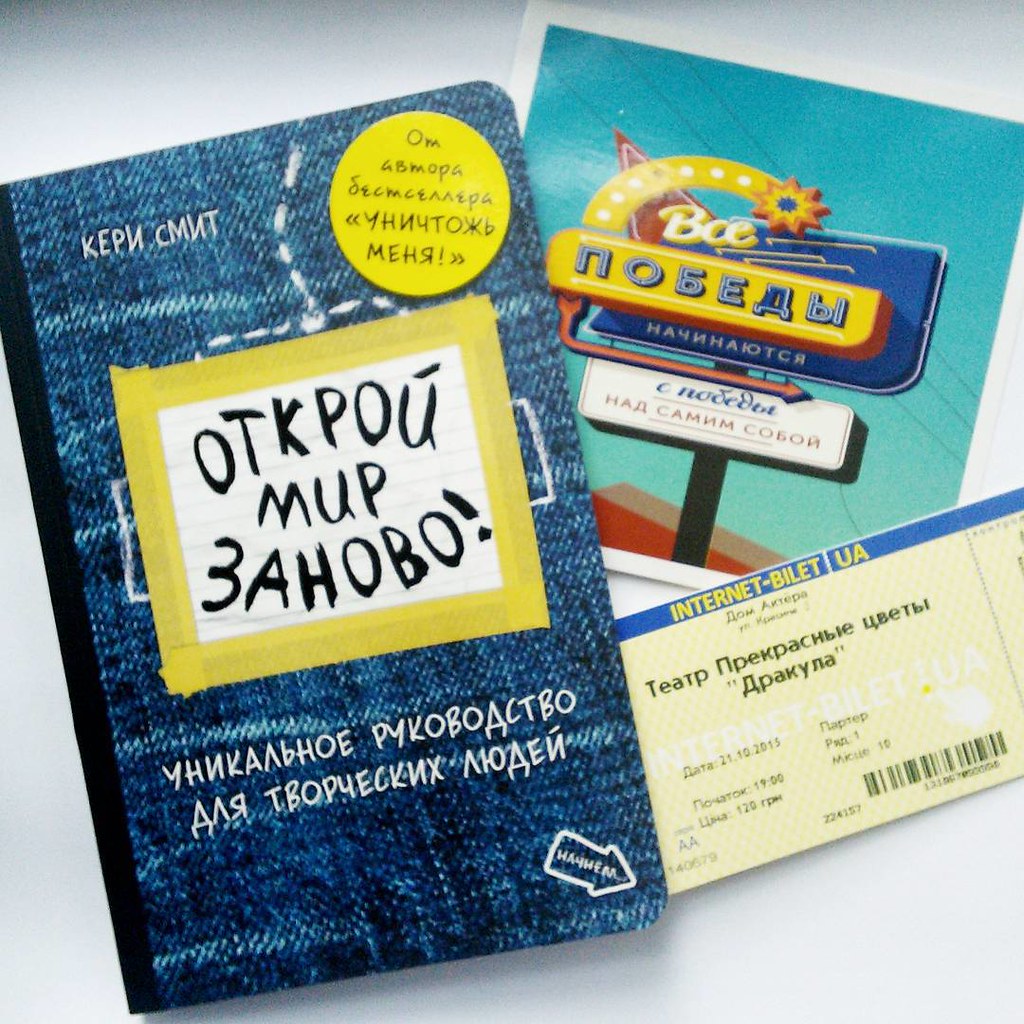 КЕРИ СМИТ
От
автора
бестселлера
«УНИЧТОЖЬ
МЕНЯ!»
ОТКРОЙ
МИР
ЗАНОВО!
УНИКАЛЬНОЕ РУКОВОДСТВО
ДЛЯ ТВОРЧЕСКИХ ЛЮДЕЙ
НАЧНЕМ
Все
ПОБЕДЫ
НАЧИНАЮТСЯ
с победы
НАД САМИМ СОБОЙ
INTERNET-BILET UA
Дом Актера
ул.
Театр Прекрасные цветы
"Дракула"
INTERNET-BILET UA
Дата: 21.10.2015
Партер
Ряд: 1
Місце: 10
Початок: 19:00
Ціна: 120 грн
АА
140679
224157